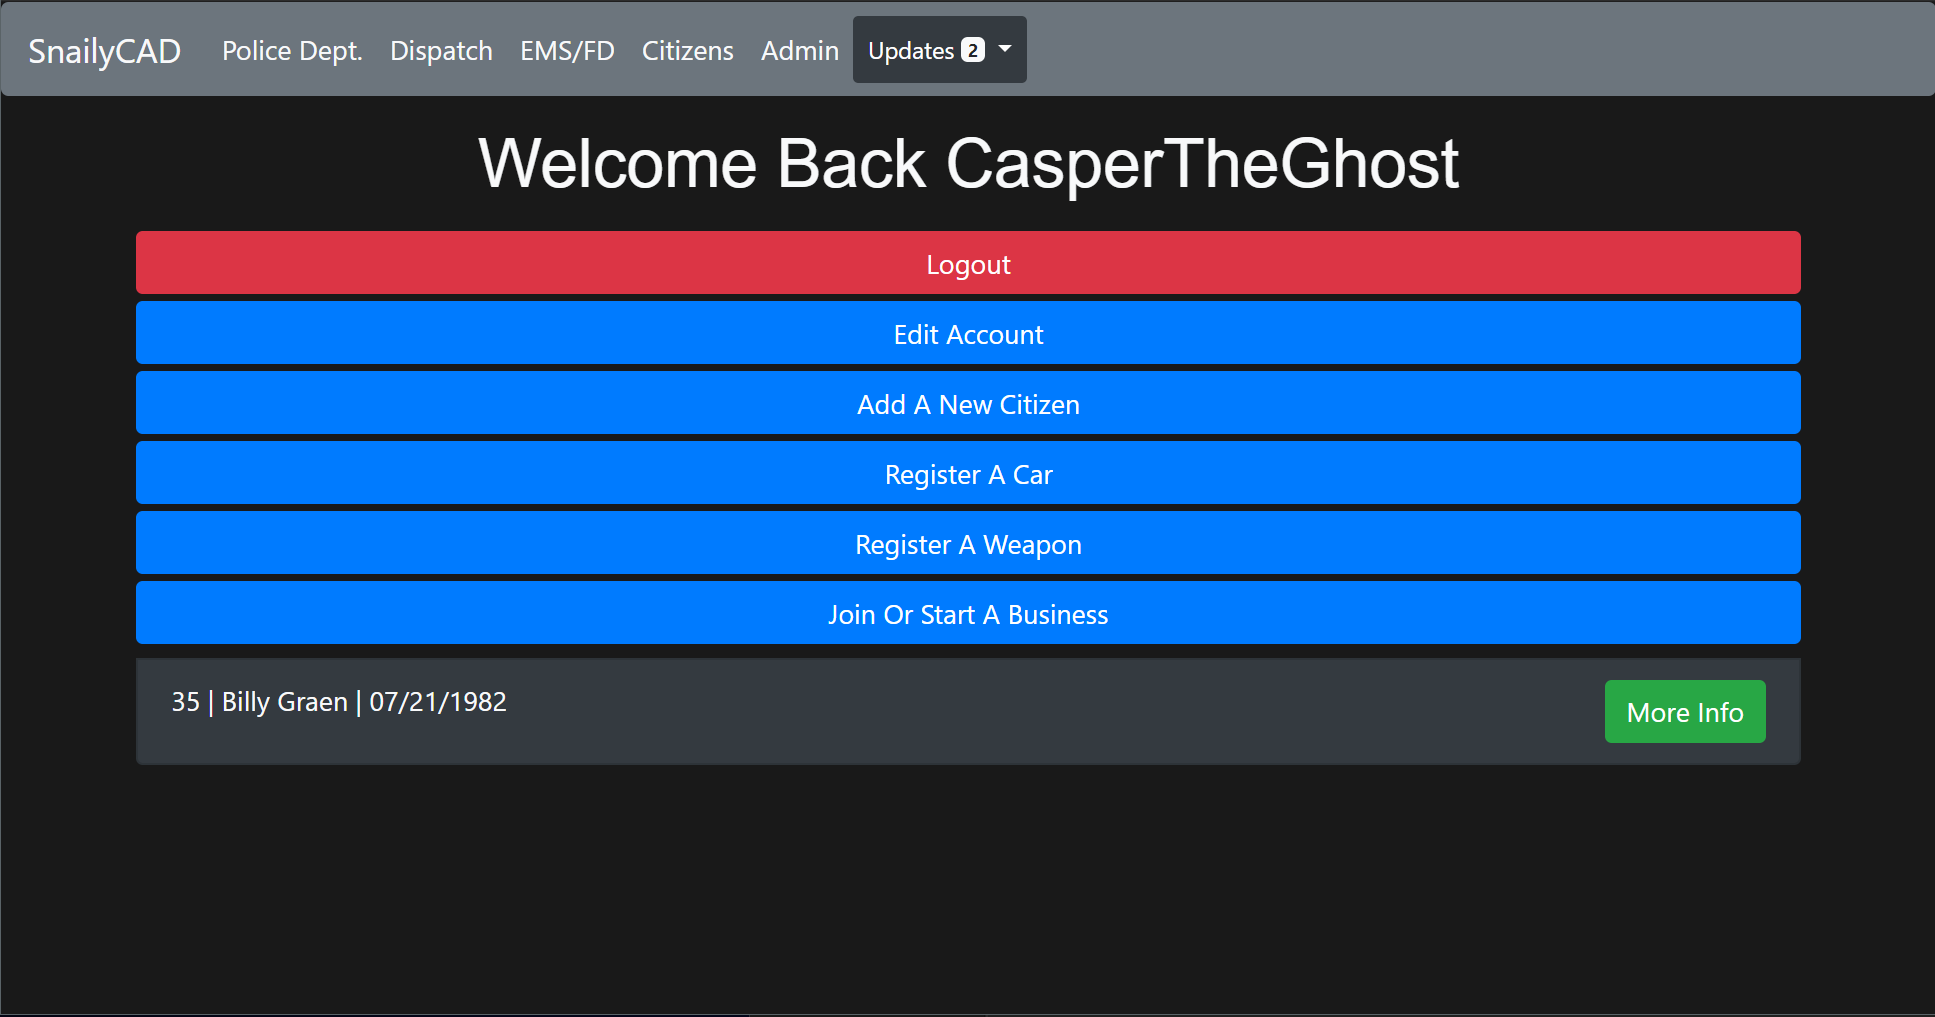 SnailyCAD Police Dept. Dispatch EMS/FD Citizens Admin Updates 2
Welcome Back CasperTheGhost
Logout
Edit Account
Add A New Citizen
Register A Car
Register A Weapon
Join Or Start A Business
35 | Billy Graen | 07/21/1982 More Info